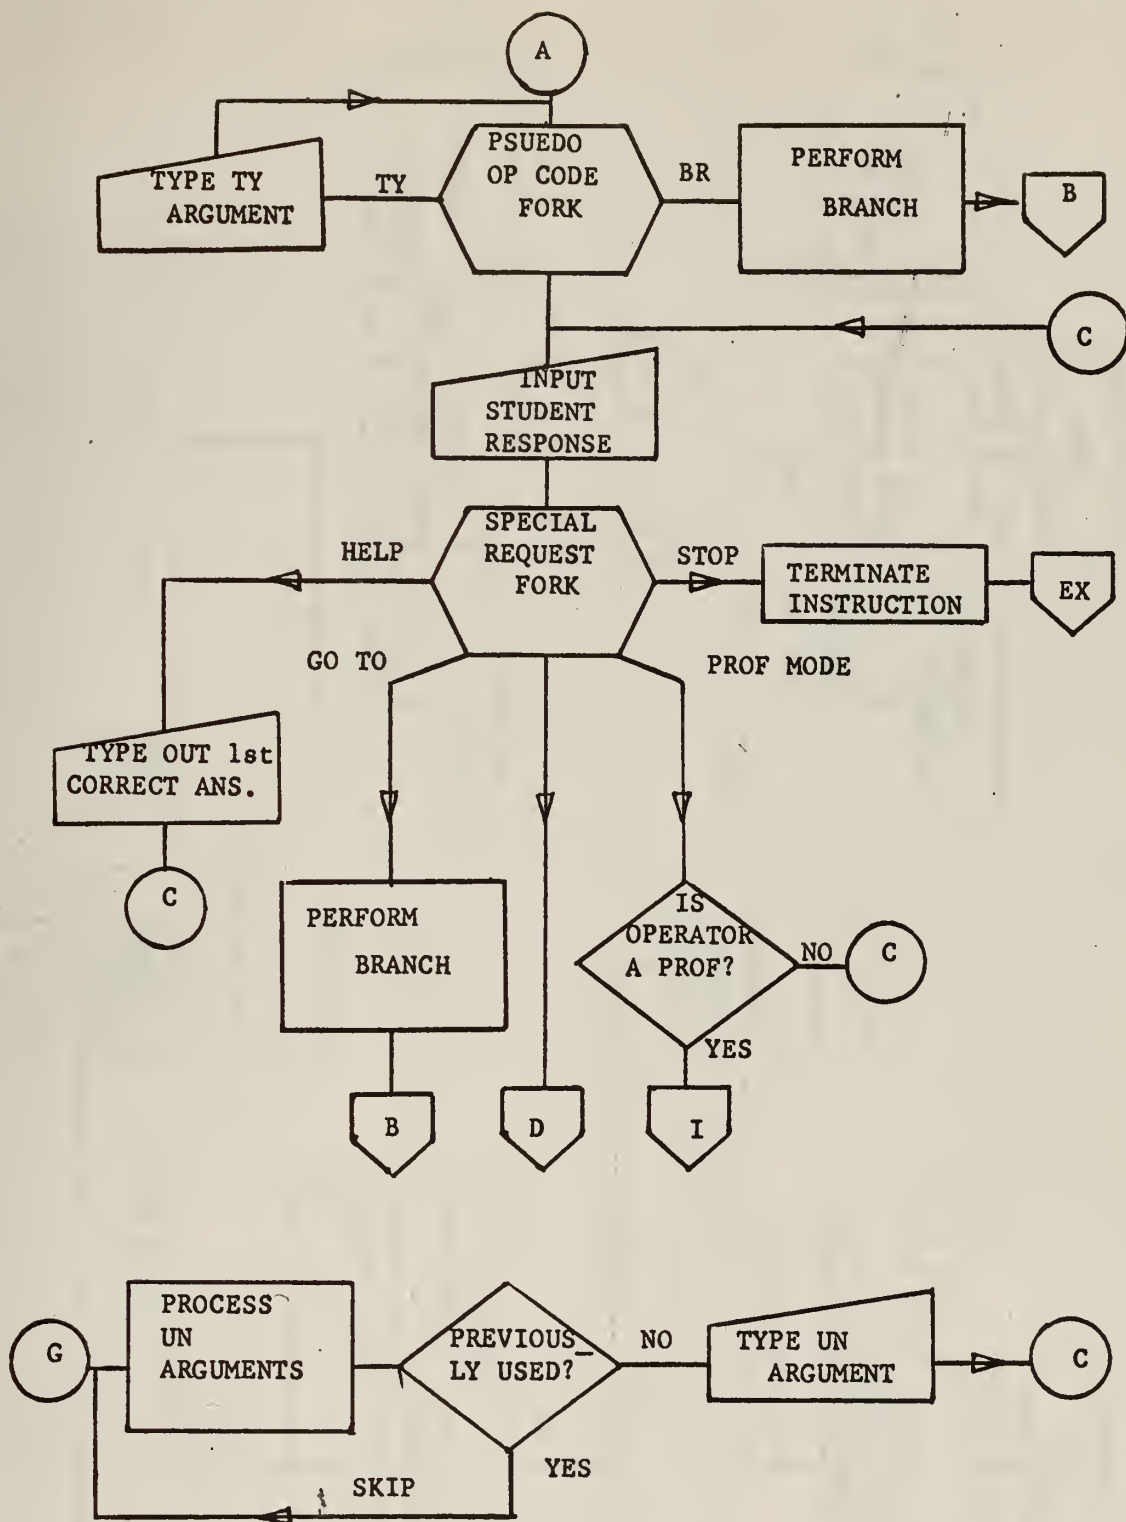 A
PSUEDO
OP CODE
FORK
TY
TYPE TY
ARGUMENT
BR
PERFORM
BRANCH
B
C
INPUT
STUDENT
RESPONSE
SPECIAL
REQUEST
FORK
HELP
STOP
TERMINATE
INSTRUCTION
EX
GO TO
PROF MODE
TYPE OUT 1st
CORRECT ANS.
C
PERFORM
BRANCH
IS
OPERATOR
A PROF?
NO
C
YES
B
D
I
G
PROCESS
UN
ARGUMENTS
PREVIOUS_
LY USED?
NO
TYPE UN
ARGUMENT
C
YES
SKIP